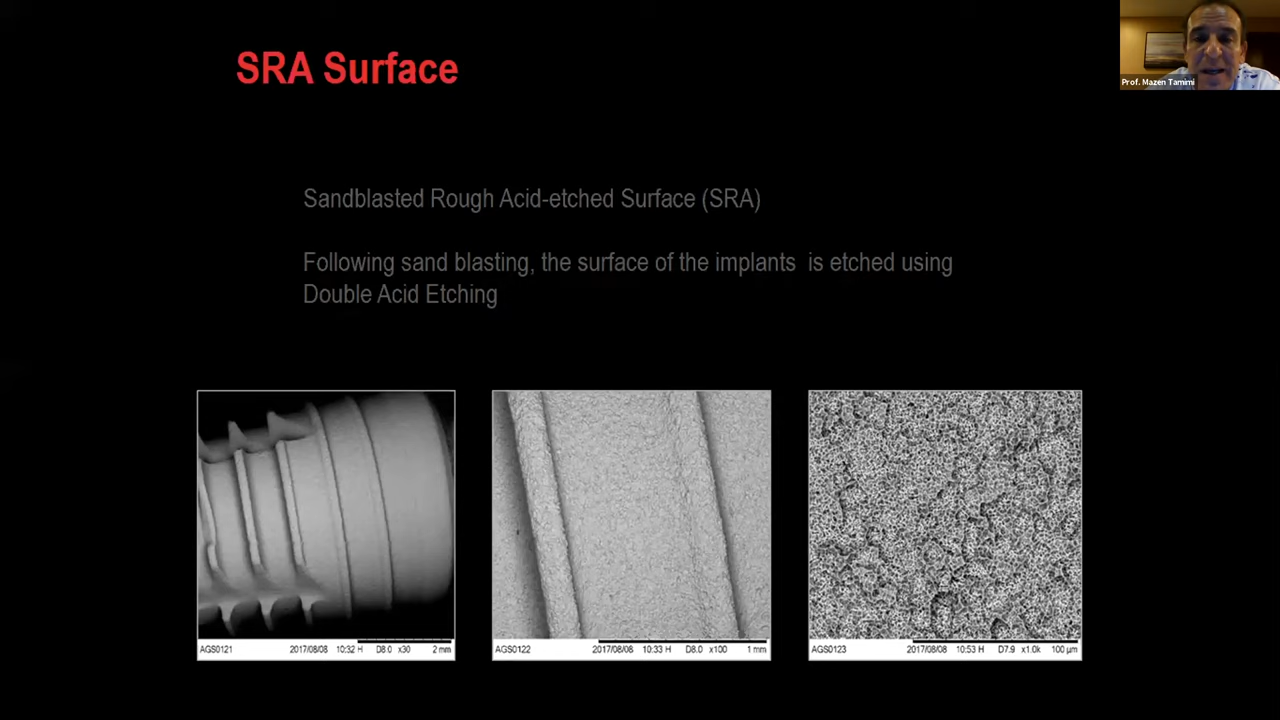 SRA Surface
Prof. Mazen Tamimi
Sandblasted Rough Acid-etched Surface (SRA)
Following sand blasting, the surface of the implants is etched using
Double Acid Etching
AGS0121 2017/08/08 10:32 H D8.0 x30 2 mm
AGS0122 2017/08/08 10:33 H D8.0 x100 1 mm
AGS0123 2017/08/08 10:53 H D7.9 x1.0k 100 µm